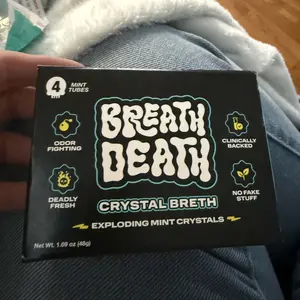 4 MINT
TUBES
BREATH
DEATH
ODOR
FIGHTING
CLINICALLY
BACKED
DEADLY
FRESH
NO FAKE
STUFF
CRYSTAL BRETH
EXPLODING MINT CRYSTALS
Net Wt. 1.69 oz (48g)